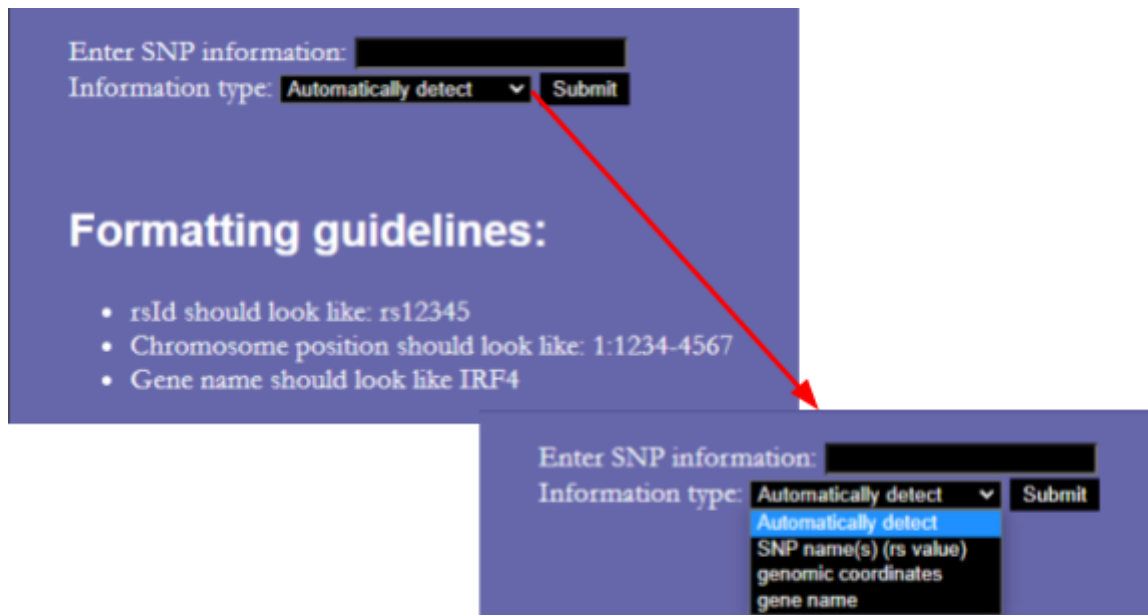 Enter SNP information:
Information type: Automatically detect Submit
Formatting guidelines:
• rsId should look like: rs12345
• Chromosome position should look like: 1:1234-4567
• Gene name should look like IRF4
Enter SNP information:
Information type: Automatically detect Submit
Automatically detect
SNP name(s) (rs value)
genomic coordinates
gene name